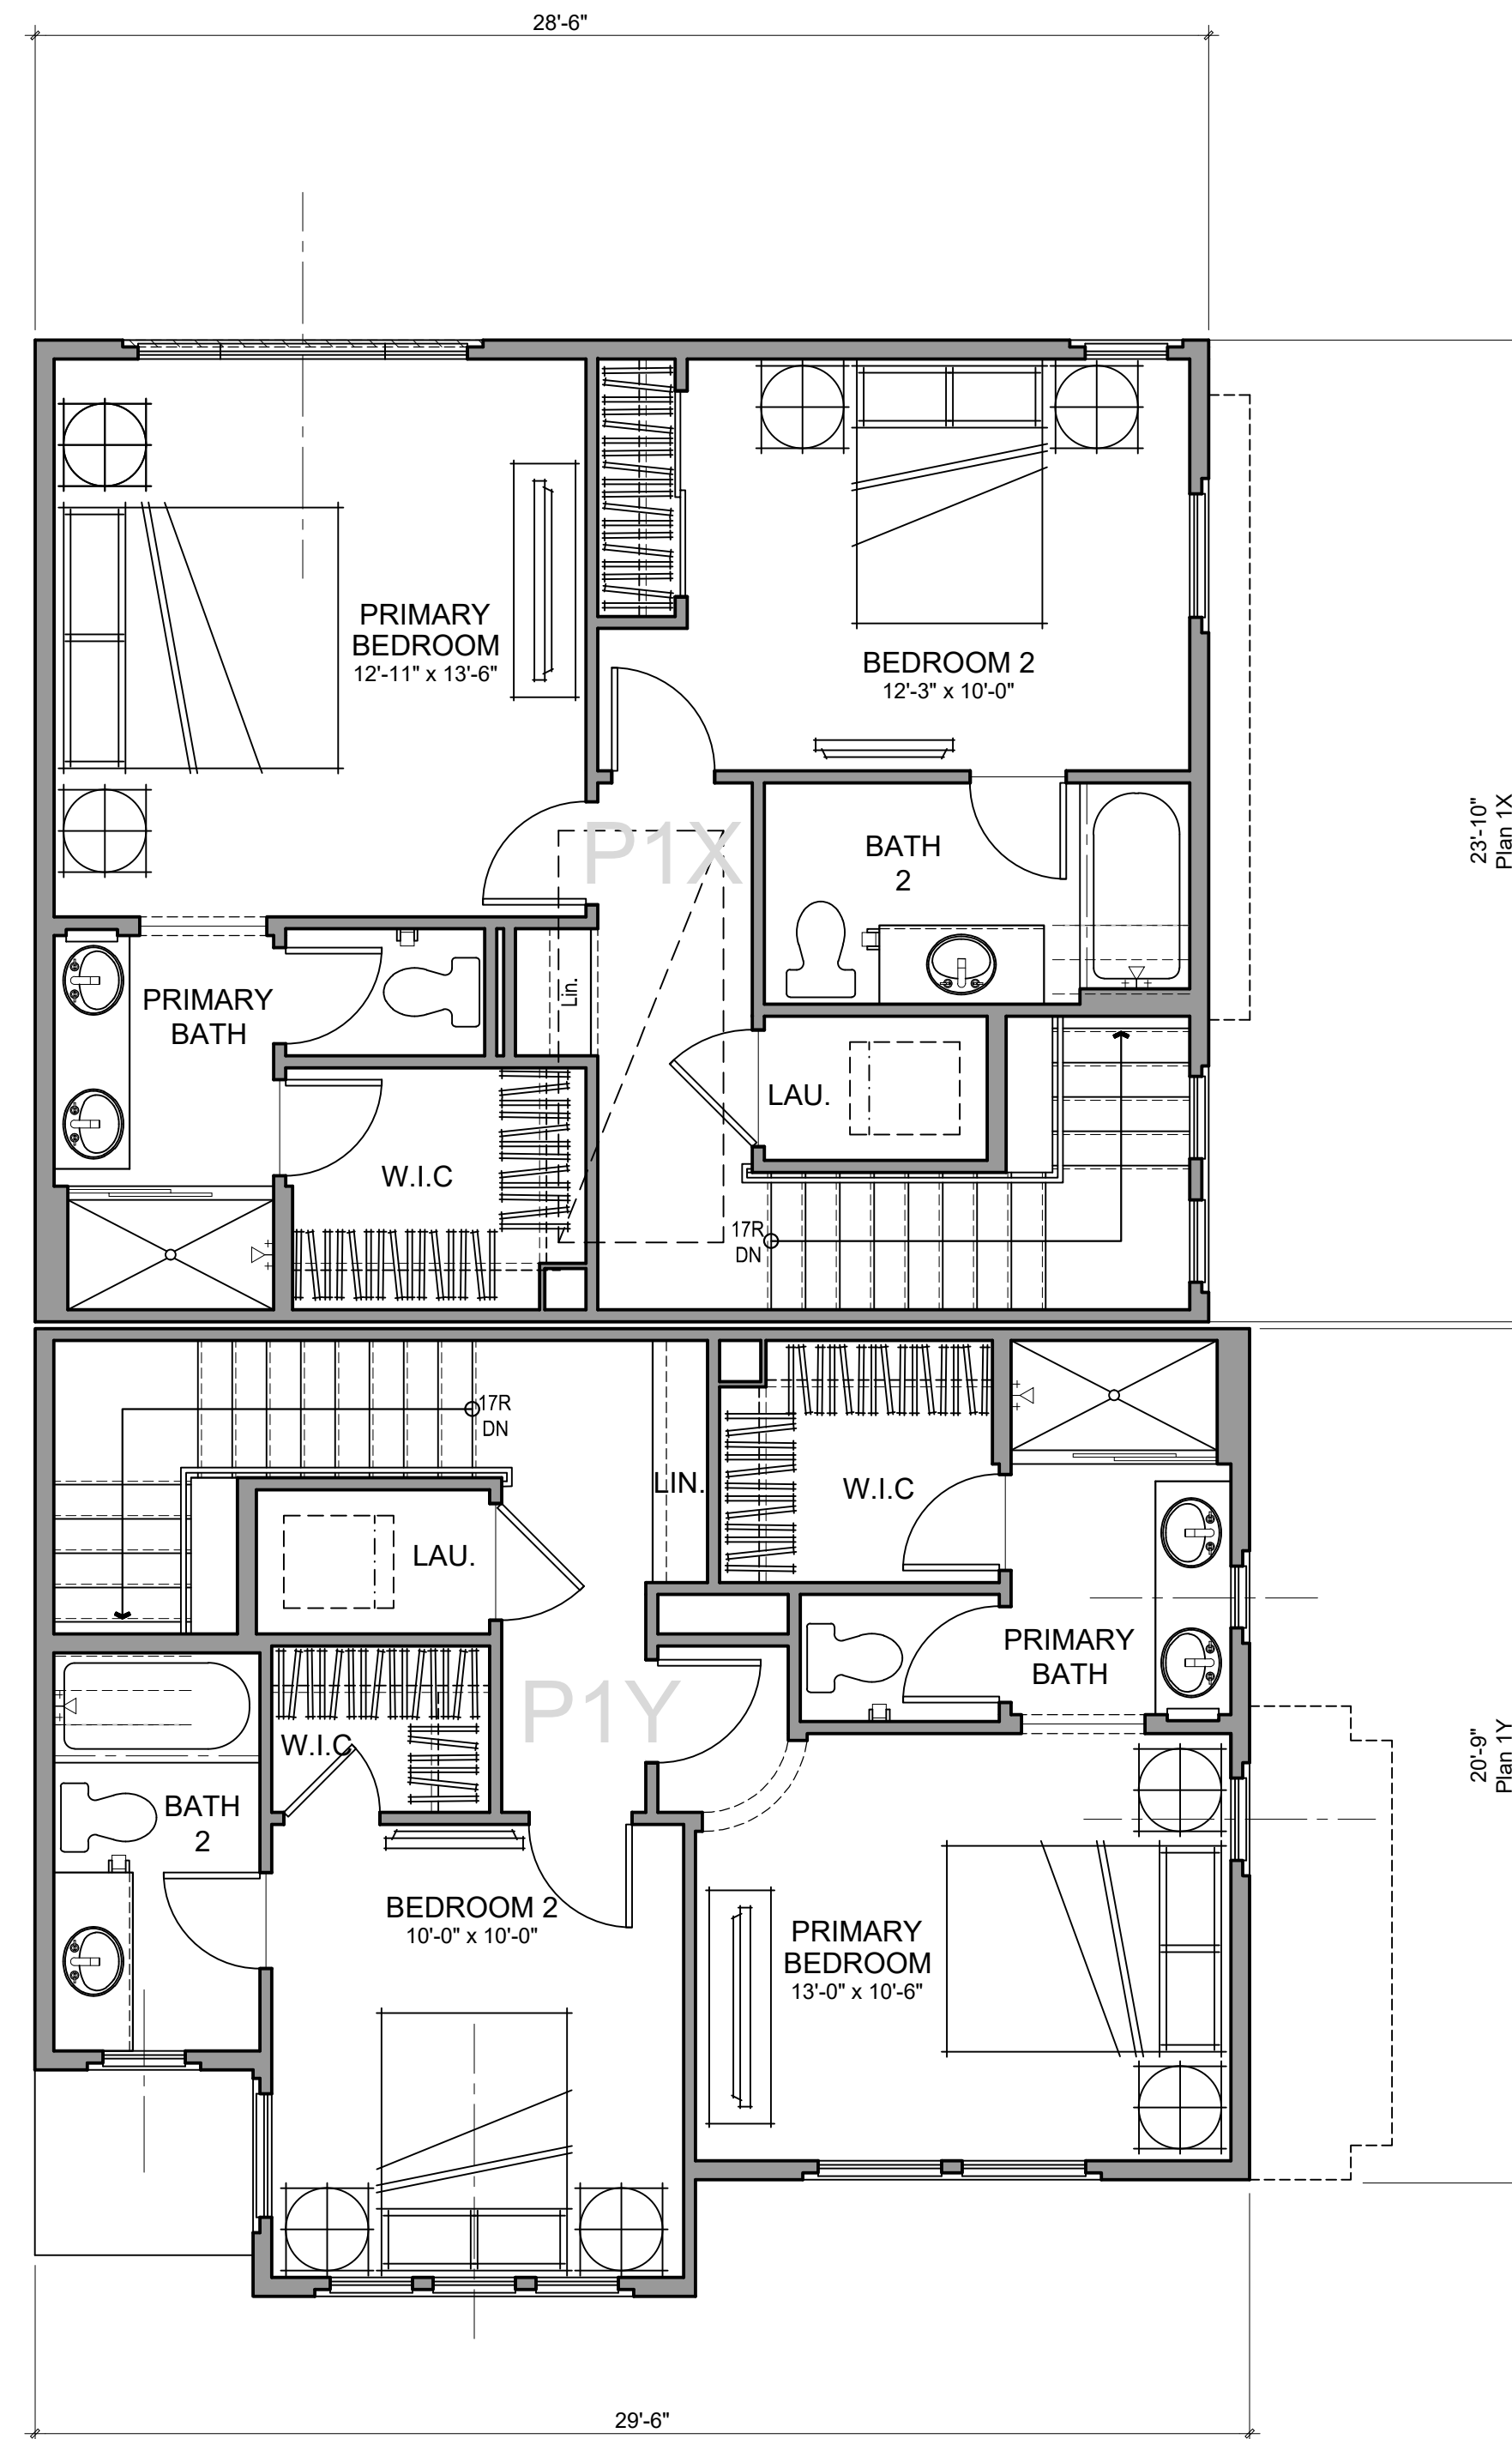 28'-6"
PRIMARY
BEDROOM
12'-11" x 13'-6"
BEDROOM 2
12'-3" x 10'-0"
P1X
BATH
2
23'-10"
Plan 1X
PRIMARY
BATH
Lin.
LAU.
W.I.C
17R
DN
17R
DN
LIN.
W.I.C
LAU.
PRIMARY
BATH
P1Y
W.I.C
BATH
2
20'-9"
Plan 1Y
BEDROOM 2
10'-0" x 10'-0"
PRIMARY
BEDROOM
13'-0" x 10'-6"
29'-6"